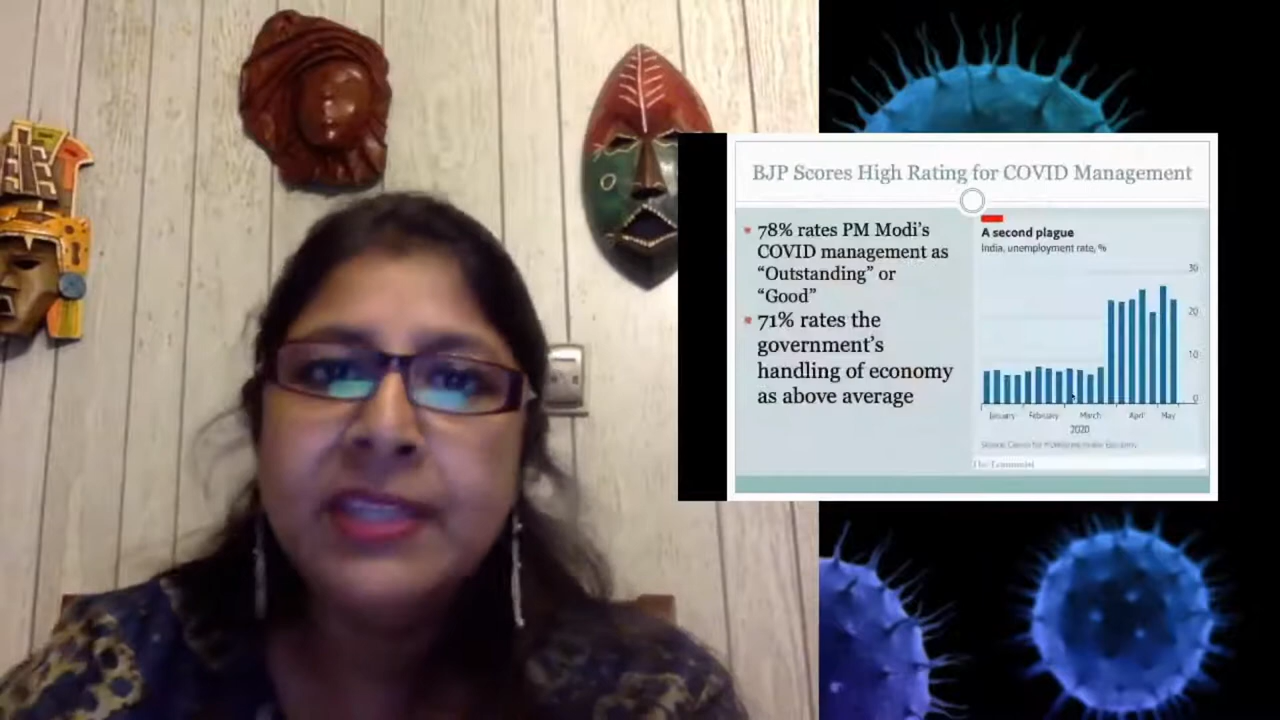 BJP Scores High Rating for COVID Management
78% rates PM Modi's
COVID management as
“Outstanding” or
“Good”
71% rates the
government's
handling of economy
as above average
A second plague
India, unemployment rate, %
30
20
10
0
January
February
March
April
May
2020
The Economist